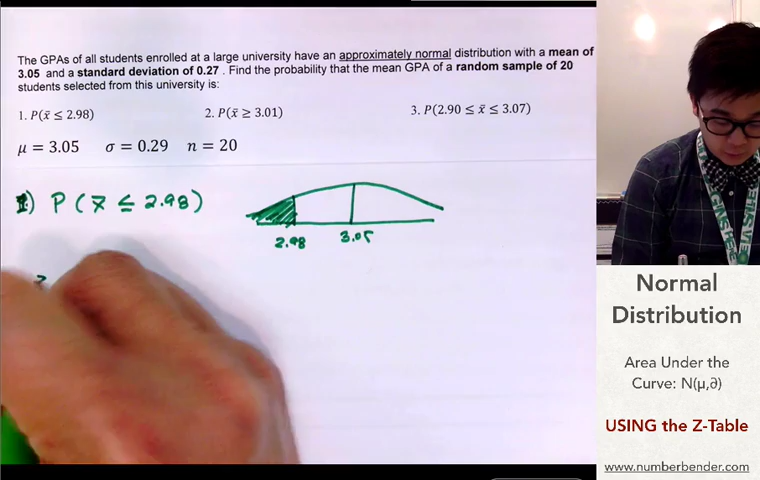 The GPAs of all students enrolled at a large university have an approximately normal distribution with a mean of
3.05 and a standard deviation of 0.27 . Find the probability that the mean GPA of a random sample of 20
students selected from this university is:
1. P(x̄ ≤ 2.98) 2. P(x̄ ≥ 3.01) 3. P(2.90 ≤ x̄ ≤ 3.07)
μ = 3.05 σ = 0.29 n = 20
1) P(x̄ ≤ 2.98)
2.98 3.05
Normal
Distribution
Area Under the
Curve: N(μ,∂)
USING the Z-Table
www.numberbender.com